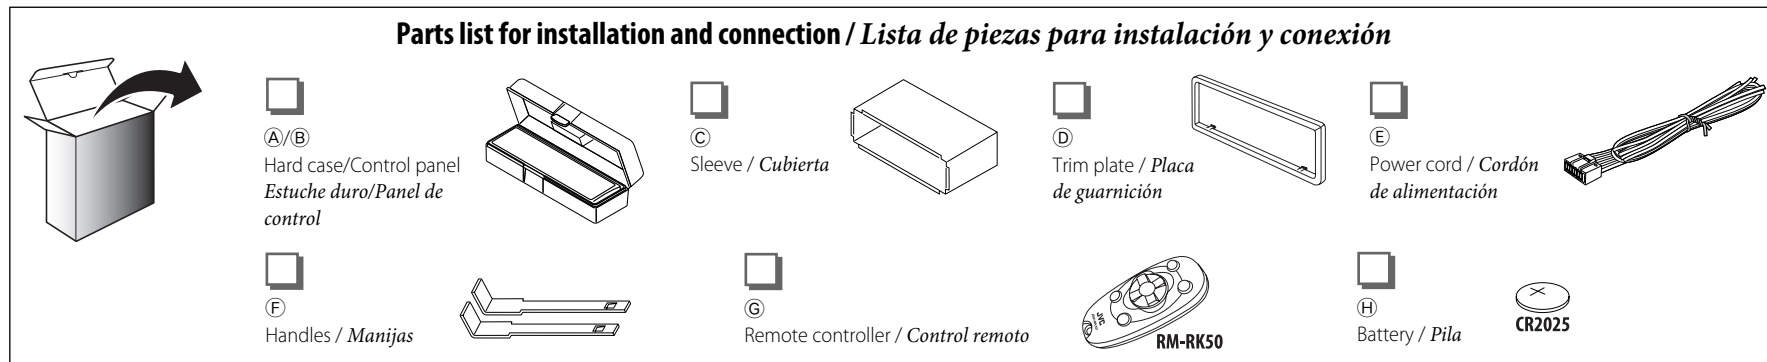 Parts list for installation and connection / Lista de piezas para instalación y conexión
Ⓐ/Ⓑ
Hard case/Control panel
Estuche duro/Panel de
control
Ⓒ
Sleeve / Cubierta
Ⓓ
Trim plate / Placa
de guarnición
Ⓔ
Power cord / Cordón
de alimentación
Ⓕ
Handles / Manijas
Ⓖ
Remote controller / Control remoto
JVC
RM-RK50
Ⓗ
Battery / Pila
CR2025